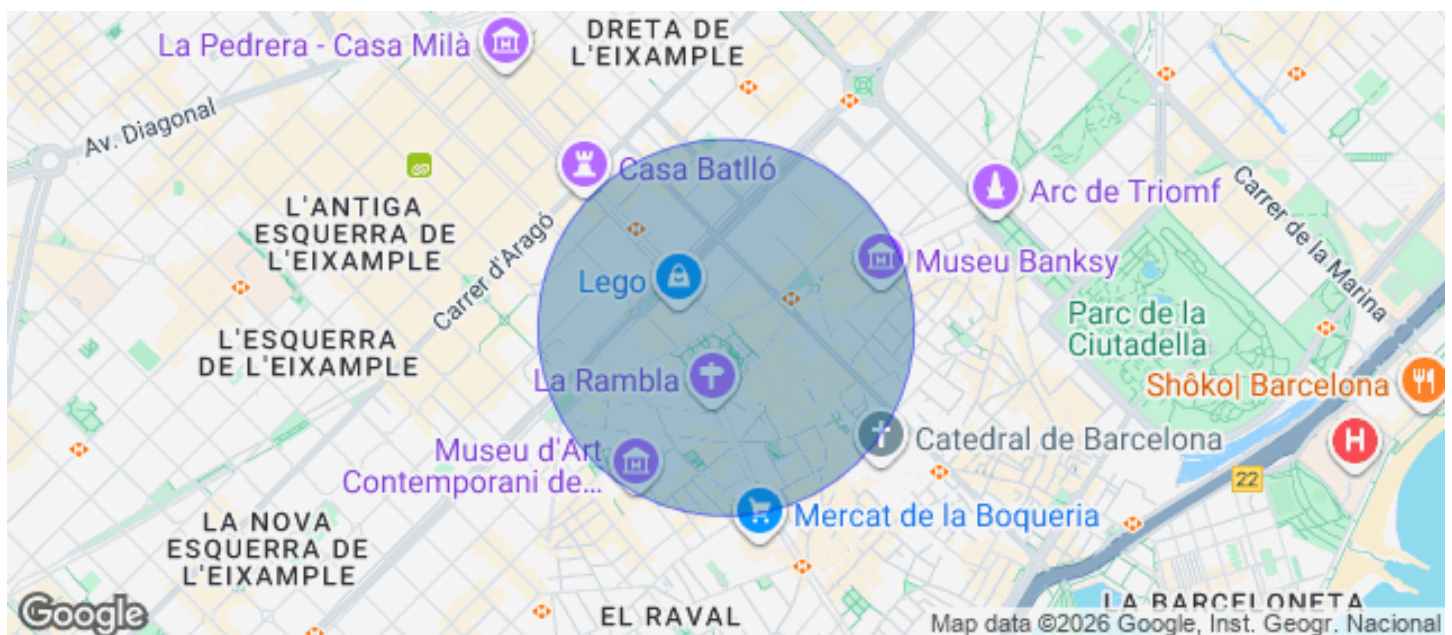 La Pedrera - Casa Milà
DRETA DE
L'EIXAMPLE
Av. Diagonal
Casa Batlló
Arc de Triomf
Carrer de la Marina
L'ANTIGA
ESQUERRA DE
L'EIXAMPLE
Carrer d'Aragó
Lego
Museu Banksy
L'ESQUERRA
DE L'EIXAMPLE
Parc de la
Ciutadella
La Rambla
Shôko| Barcelona
H
Museu d'Art
Contemporani de...
Catedral de Barcelona
22
LA NOVA
ESQUERRA DE
L'EIXAMPLE
Mercat de la Boqueria
Google
EL RAVAL
LA BARCELONETA
Map data ©2026 Google, Inst. Geogr. Nacional